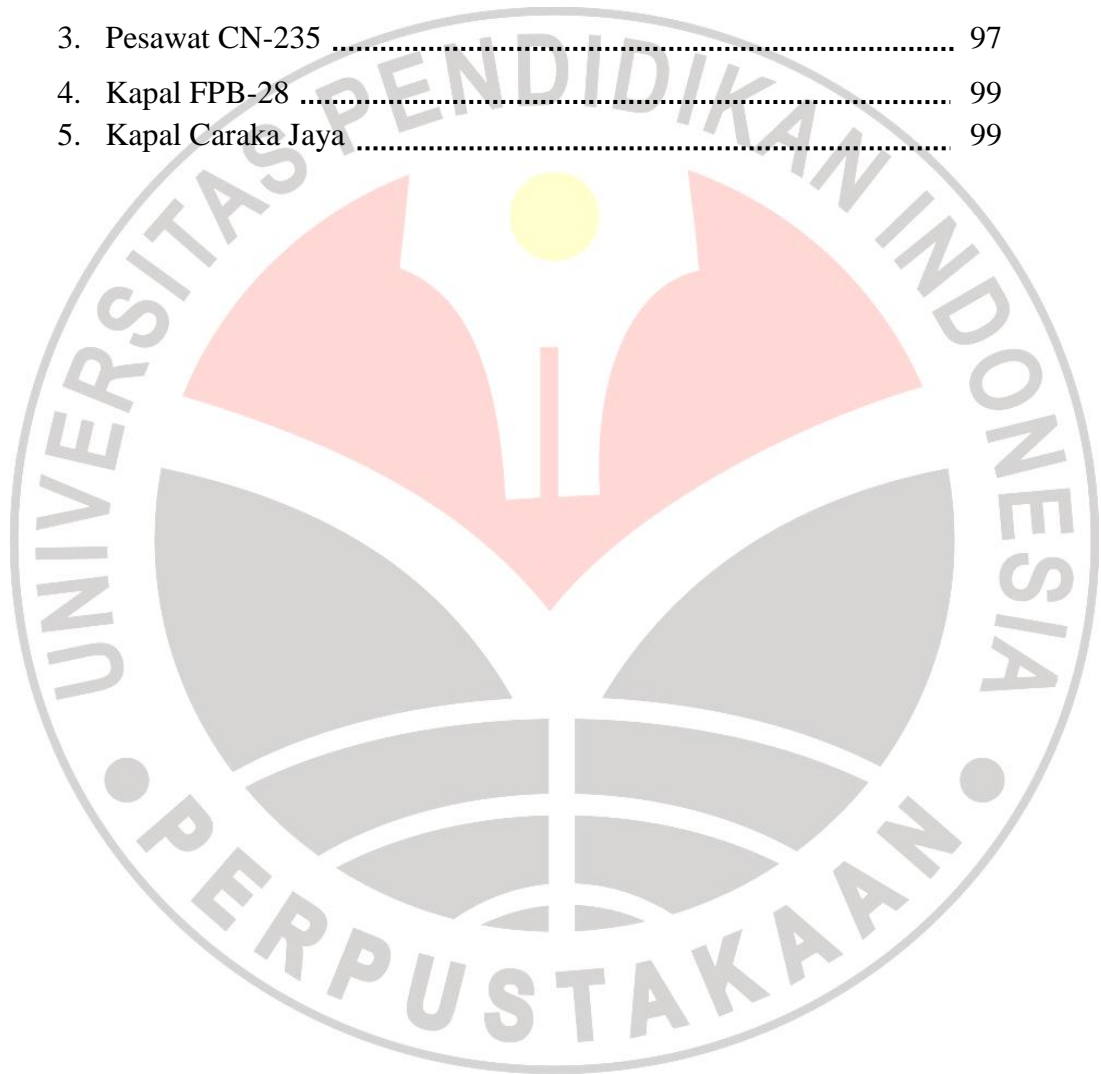 3. Pesawat CN-235 ........................................ 97
4. Kapal FPB-28 ........................................ 99
5. Kapal Caraka Jaya ........................................ 99
UNIVERSITAS PENDIDIKAN INDONESIA
PERPUSTAKAAN